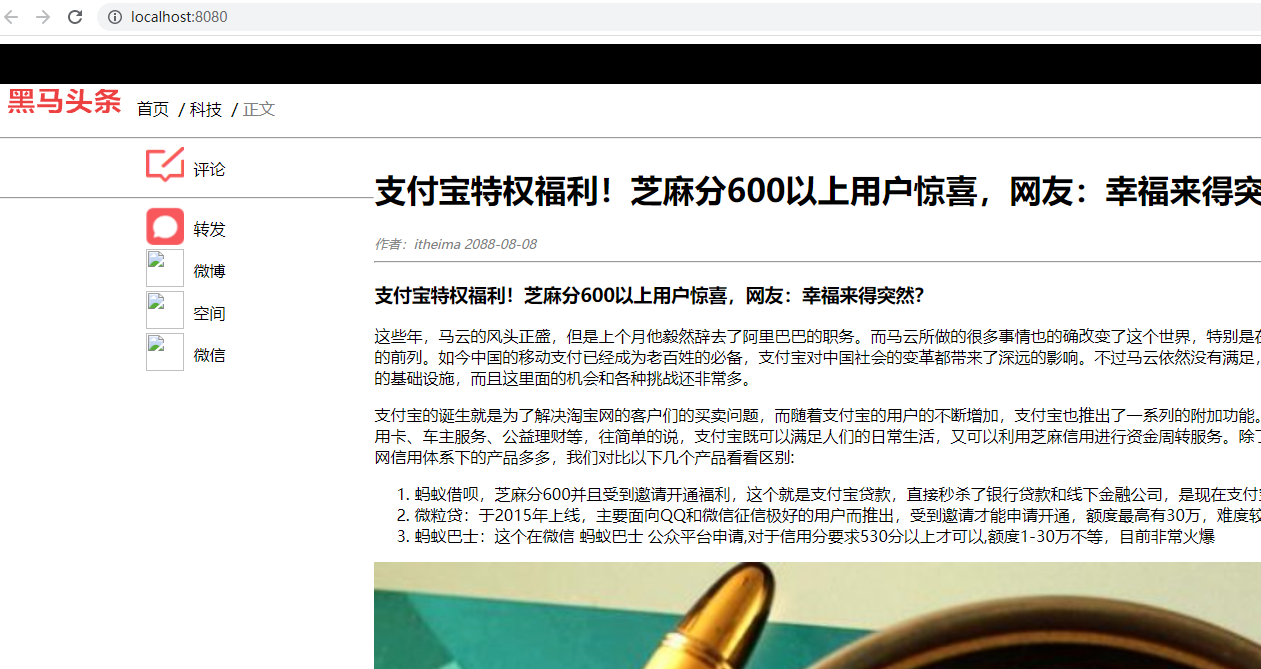 localhost:8080
黑马头条 首页 / 科技 / 正文
评论
转发
微博
空间
微信
支付宝特权福利！芝麻分600以上用户惊喜，网友：幸福来得突
作者：itheima 2088-08-08
支付宝特权福利！芝麻分600以上用户惊喜，网友：幸福来得突然？
这些年，马云的风头正盛，但是上个月他毅然辞去了阿里巴巴的职务。而马云所做的很多事情也的确改变了这个世界，特别是在
的前列。如今中国的移动支付已经成为老百姓的必备，支付宝对中国社会的变革都带来了深远的影响。不过马云依然没有满足，
的基础设施，而且这里面的机会和各种挑战还非常多。
支付宝的诞生就是为了解决淘宝网的客户们的买卖问题，而随着支付宝的用户的不断增加，支付宝也推出了一系列的附加功能。
用卡、车主服务、公益理财等，往简单的说，支付宝既可以满足人们的日常生活，又可以利用芝麻信用进行资金周转服务。除了
网信用体系下的产品多多，我们对比以下几个产品看看区别:
1. 蚂蚁借呗，芝麻分600并且受到邀请开通福利，这个就是支付宝贷款，直接秒杀了银行贷款和线下金融公司，是现在支付宝
2. 微粒贷：于2015年上线，主要面向QQ和微信征信极好的用户而推出，受到邀请才能申请开通，额度最高有30万，难度较
3. 蚂蚁巴士：这个在微信 蚂蚁巴士 公众平台申请,对于信用分要求530分以上才可以,额度1-30万不等，目前非常火爆